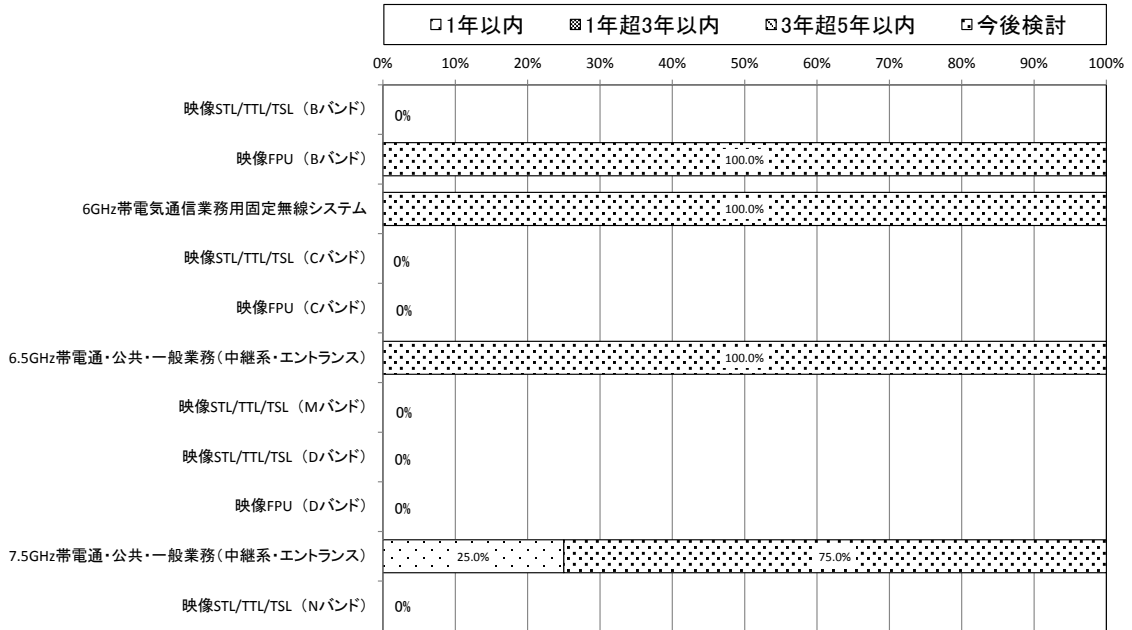 □1年以内 ▩1年超3年以内 ▧3年超5年以内 ⊡今後検討
0% 10% 20% 30% 40% 50% 60% 70% 80% 90% 100%
映像STL/TTL/TSL（Bバンド） 0%
映像FPU（Bバンド） 100.0%
6GHz帯電気通信業務用固定無線システム 100.0%
映像STL/TTL/TSL（Cバンド） 0%
映像FPU（Cバンド） 0%
6.5GHz帯電通・公共・一般業務（中継系・エントランス） 100.0%
映像STL/TTL/TSL（Mバンド） 0%
映像STL/TTL/TSL（Dバンド） 0%
映像FPU（Dバンド） 0%
7.5GHz帯電通・公共・一般業務（中継系・エントランス） 25.0% 75.0%
映像STL/TTL/TSL（Nバンド） 0%